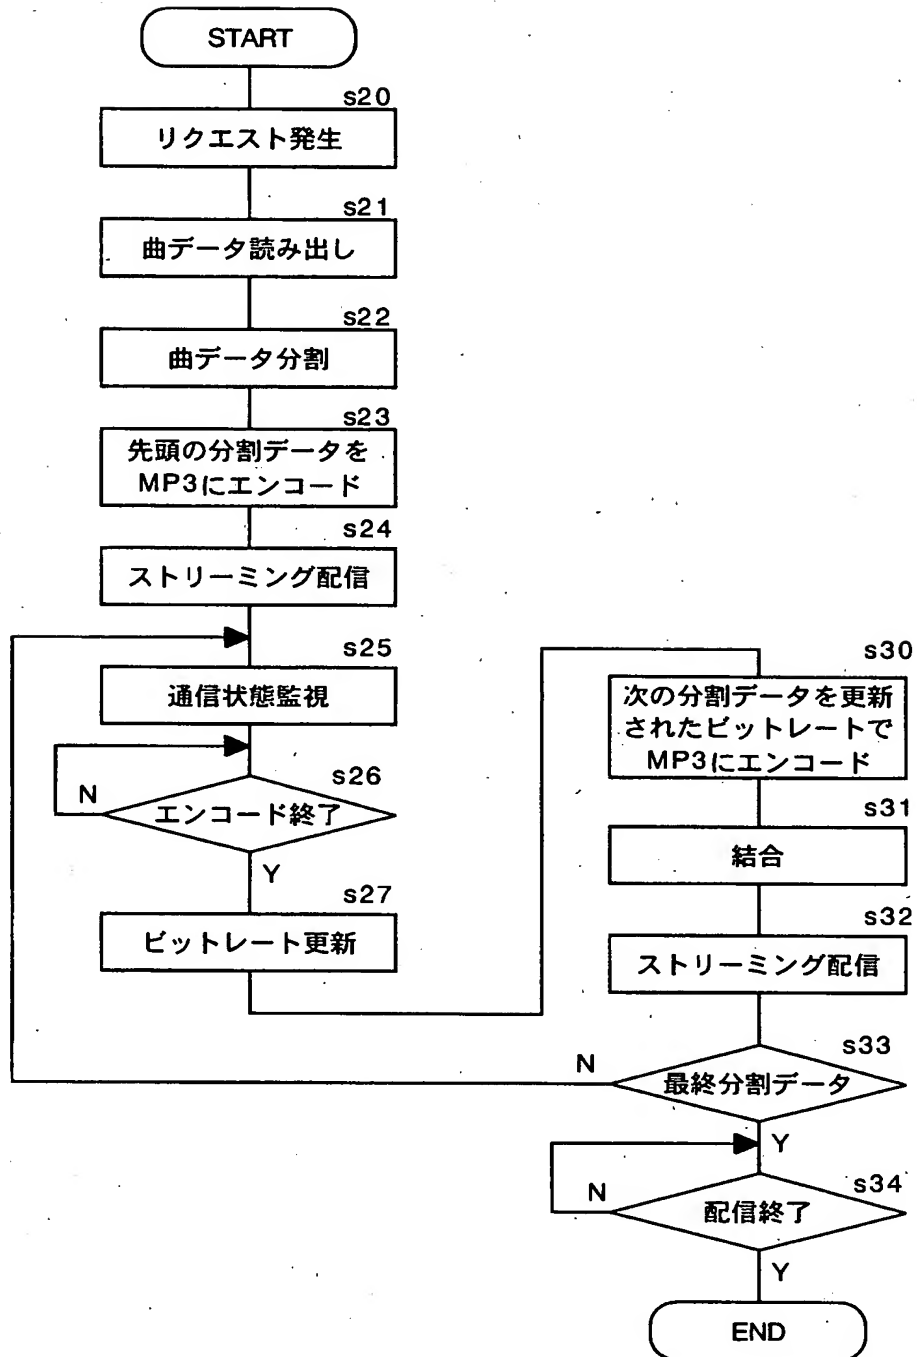 START
s20
リクエスト発生
s21
曲データ読み出し
s22
曲データ分割
s23
先頭の分割データを
MP3にエンコード
s24
ストリーミング配信
s25
通信状態監視
s26
エンコード終了
N
Y
s27
ビットレート更新
s30
次の分割データを更新
されたビットレートで
MP3にエンコード
s31
結合
s32
ストリーミング配信
s33
最終分割データ
N
Y
s34
配信終了
N
Y
END